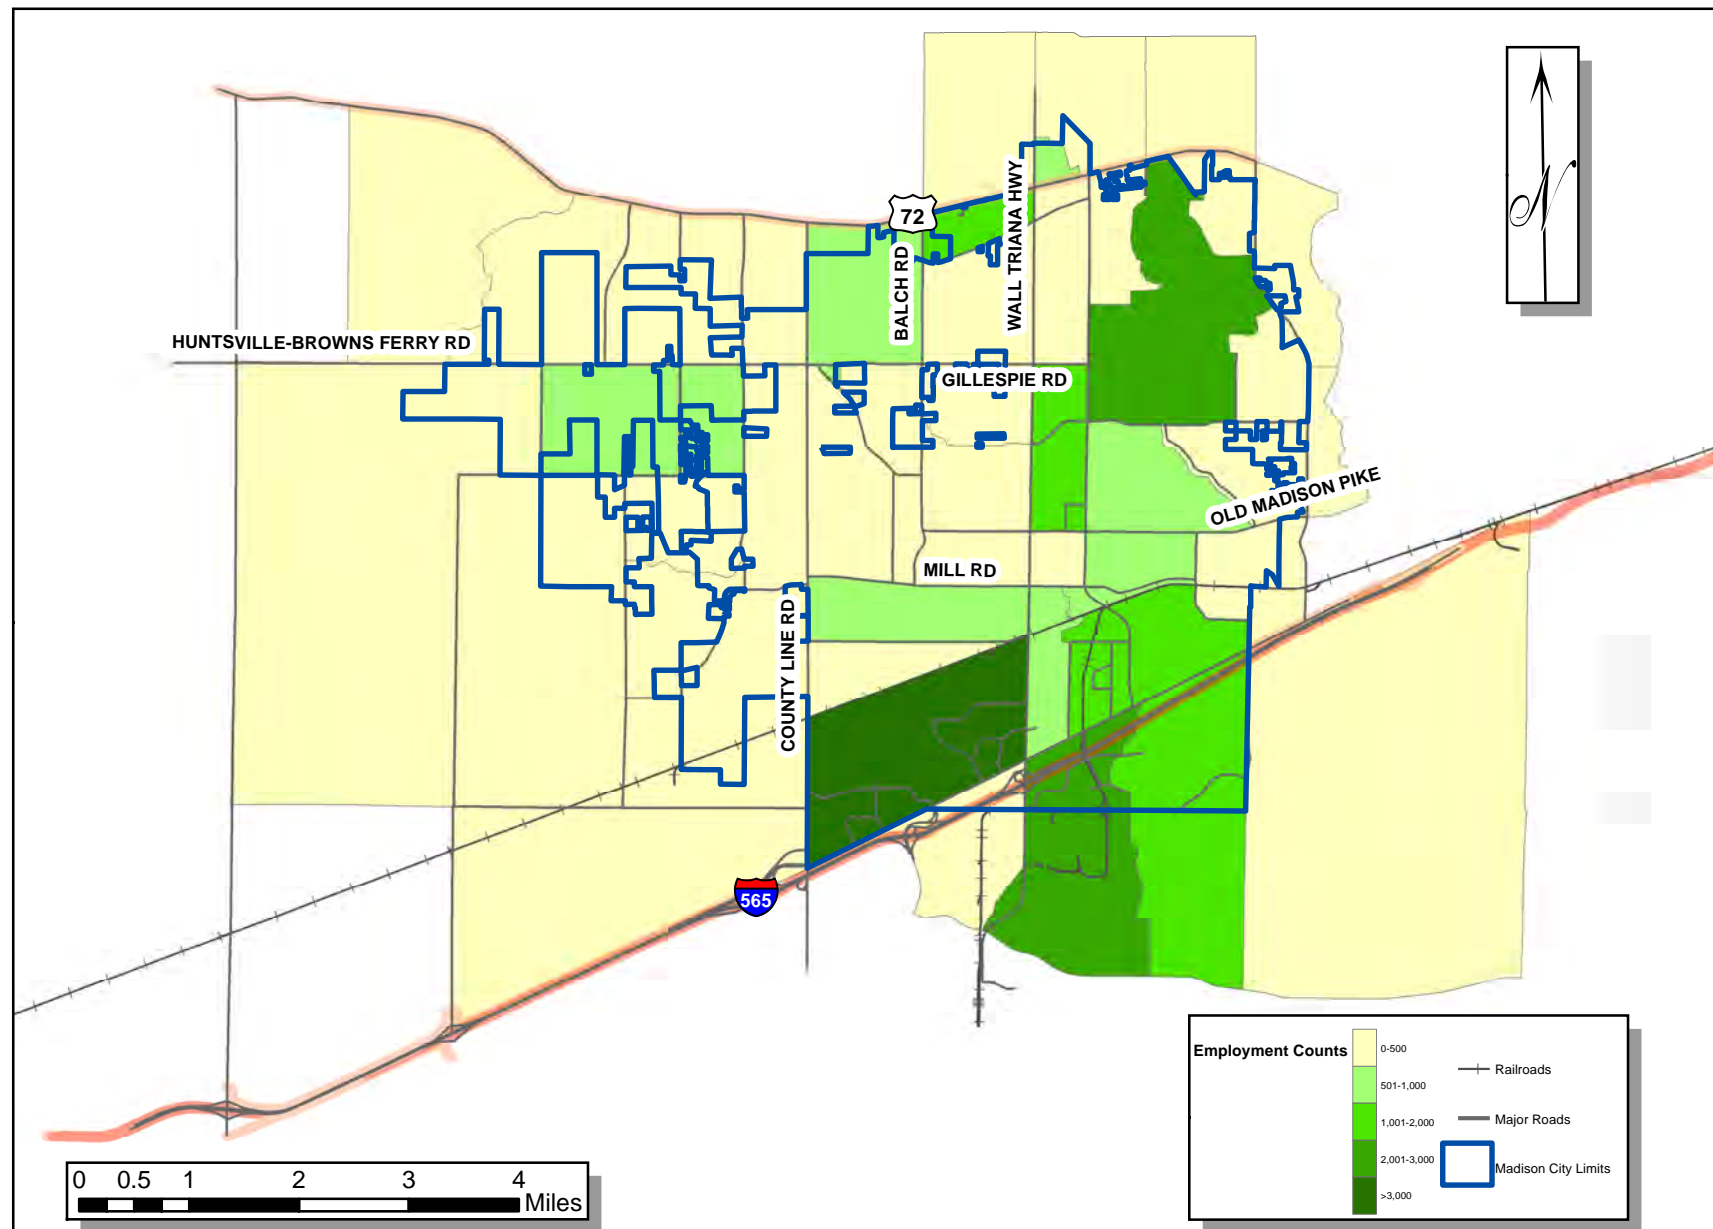 72
WALL TRIANA HWY
BALCH RD
HUNTSVILLE-BROWNS FERRY RD
GILLESPIE RD
OLD MADISON PIKE
MILL RD
COUNTY LINE RD
565
N
Employment Counts
0-500
501-1,000
1,001-2,000
2,001-3,000
>3,000
Railroads
Major Roads
Madison City Limits
0 0.5 1 2 3 4
Miles